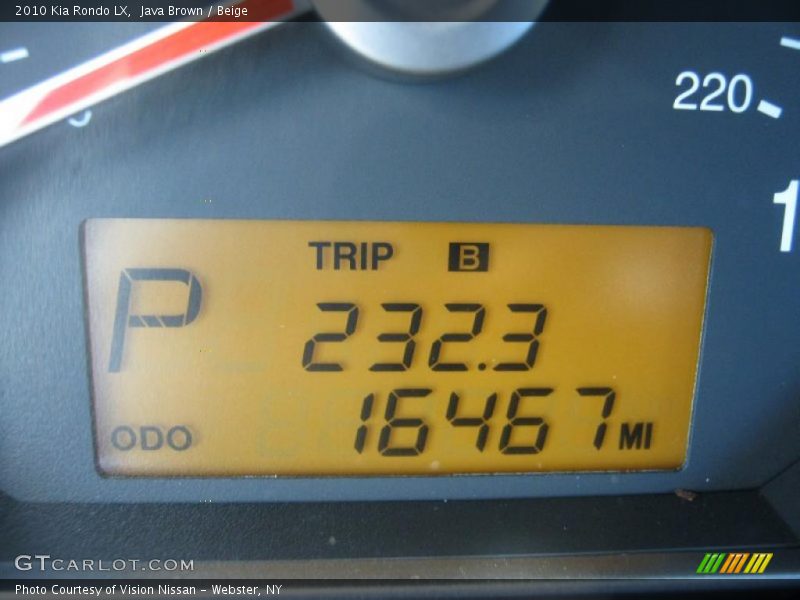 2010 Kia Rondo LX, Java Brown / Beige
220
1
TRIP B
P
232.3
ODO 16467 MI
GTCARLOT.COM
Photo Courtesy of Vision Nissan - Webster, NY